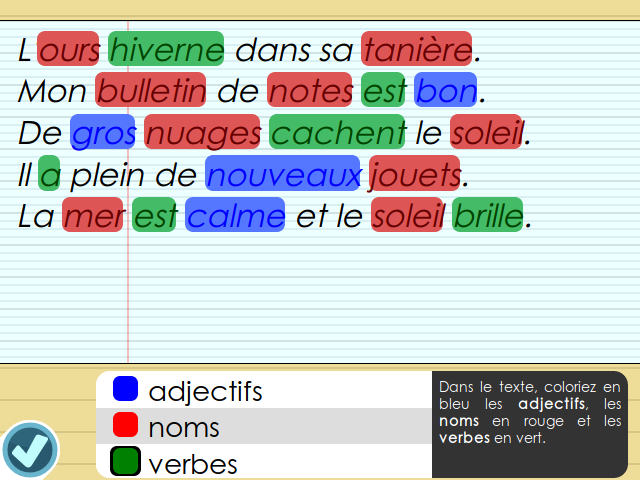 L ours hiverne dans sa tanière.
Mon bulletin de notes est bon.
De gros nuages cachent le soleil.
Il a plein de nouveaux jouets.
La mer est calme et le soleil brille.
adjectifs
noms
verbes
Dans le texte, coloriez en
bleu les adjectifs, les
noms en rouge et les
verbes en vert.